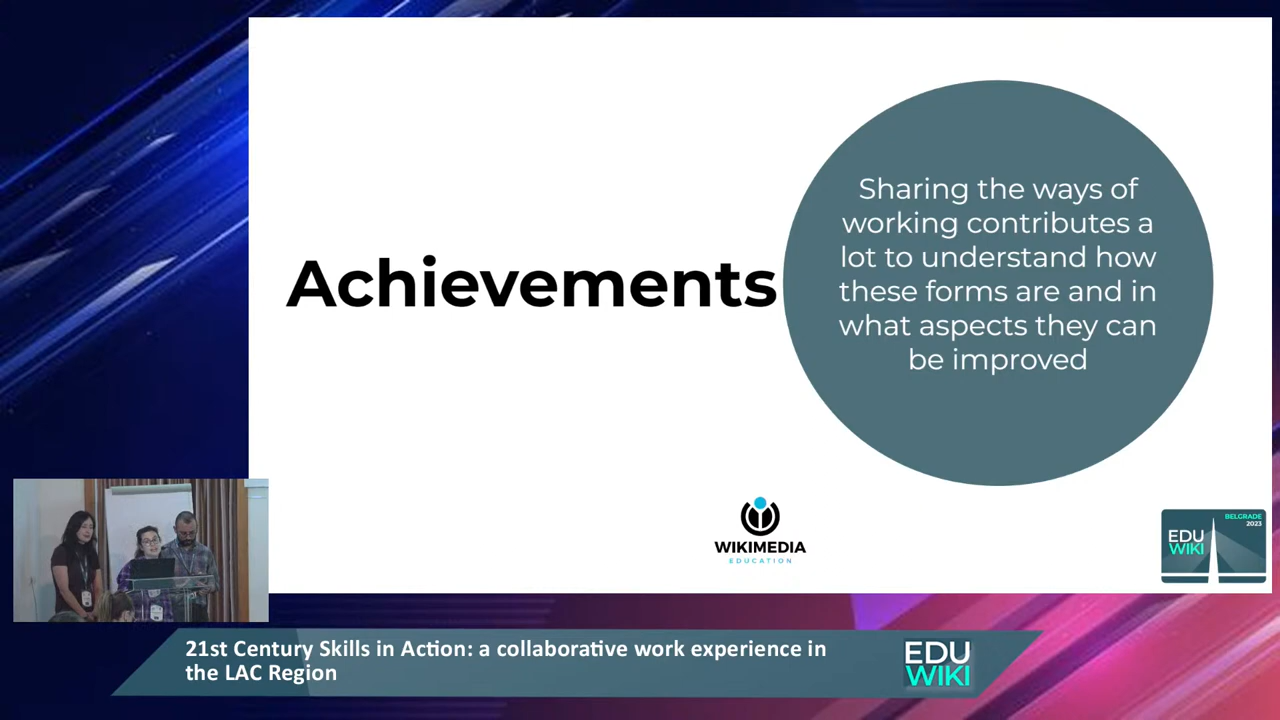 Achievements
Sharing the ways of
working contributes a
lot to understand how
these forms are and in
what aspects they can
be improved
WIKIMEDIA
EDUCATION
BELGRADE
2023
EDU
WIKI
21st Century Skills in Action: a collaborative work experience in
the LAC Region
EDU
WIKI